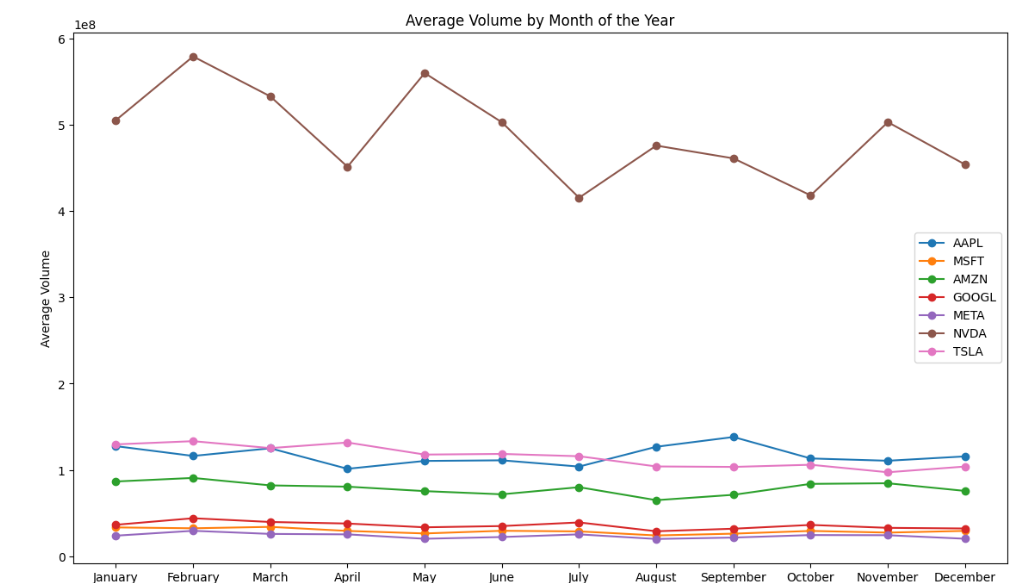 Average Volume by Month of the Year
1e8
6
5
4
3
2
1
0
Average Volume
AAPL
MSFT
AMZN
GOOGL
META
NVDA
TSLA
January February March April May June July August September October November December